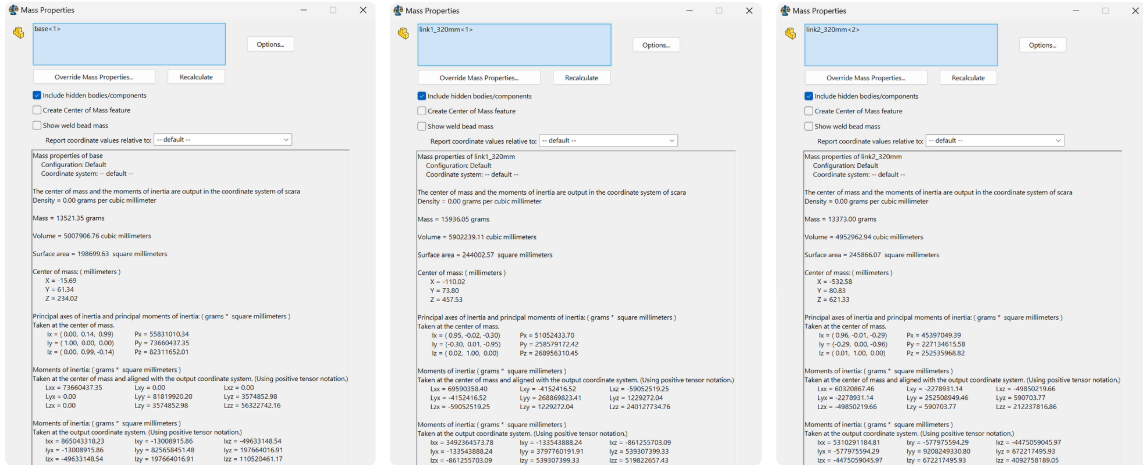 Mass Properties
base<1>
Options...
Override Mass Properties...
Recalculate
Include hidden bodies/components
Create Center of Mass feature
Show weld bead mass
Report coordinate values relative to: -- default --
Mass properties of base
Configuration: Default
Coordinate system: -- default --
The center of mass and the moments of inertia are output in the coordinate system of scara
Density = 0.00 grams per cubic millimeter
Mass = 13521.35 grams
Volume = 5007906.76 cubic millimeters
Surface area = 198699.63 square millimeters
Center of mass: ( millimeters )
X = -15.69
Y = 61.34
Z = 234.02
Principal axes of inertia and principal moments of inertia: ( grams * square millimeters )
Taken at the center of mass.
Ix = ( 0.00, 0.14, 0.99) Px = 55831010.34
Iy = ( 1.00, 0.00, 0.00) Py = 73660437.35
Iz = ( 0.00, 0.99, -0.14) Pz = 82311652.01
Moments of inertia: ( grams * square millimeters )
Taken at the center of mass and aligned with the output coordinate system. (Using positive tensor notation.)
Lxx = 73660437.35 Lxy = 0.00 Lxz = 0.00
Lyx = 0.00 Lyy = 81819920.20 Lyz = 3574852.98
Lzx = 0.00 Lzy = 3574852.98 Lzz = 56322742.16
Moments of inertia: ( grams * square millimeters )
Taken at the output coordinate system. (Using positive tensor notation.)
Ixx = 865043318.23 Ixy = -13008915.86 Ixz = -49633148.54
Iyx = -13008915.86 Iyy = 825658451.48 Iyz = 197664016.91
Izx = -49633148.54 Izy = 197664016.91 Izz = 110520461.17
Mass Properties
link1_320mm<1>
Options...
Override Mass Properties...
Recalculate
Include hidden bodies/components
Create Center of Mass feature
Show weld bead mass
Report coordinate values relative to: -- default --
Mass properties of link1_320mm
Configuration: Default
Coordinate system: -- default --
The center of mass and the moments of inertia are output in the coordinate system of scara
Density = 0.00 grams per cubic millimeter
Mass = 15936.05 grams
Volume = 5902239.11 cubic millimeters
Surface area = 244002.57 square millimeters
Center of mass: ( millimeters )
X = -110.02
Y = 73.80
Z = 457.53
Principal axes of inertia and principal moments of inertia: ( grams * square millimeters )
Taken at the center of mass.
Ix = ( 0.95, -0.02, -0.30) Px = 51052433.70
Iy = (-0.30, 0.01, -0.95) Py = 258579172.42
Iz = ( 0.02, 1.00, 0.00) Pz = 268956310.45
Moments of inertia: ( grams * square millimeters )
Taken at the center of mass and aligned with the output coordinate system. (Using positive tensor notation.)
Lxx = 69590358.40 Lxy = -4152416.52 Lxz = -59052519.25
Lyx = -4152416.52 Lyy = 268869823.41 Lyz = 1229272.04
Lzx = -59052519.25 Lzy = 1229272.04 Lzz = 240127734.76
Moments of inertia: ( grams * square millimeters )
Taken at the output coordinate system. (Using positive tensor notation.)
Ixx = 3492364573.78 Ixy = -133543888.24 Ixz = -861255703.09
Iyx = -133543888.24 Iyy = 3797760191.91 Iyz = 539307399.33
Izx = -861255703.09 Izy = 539307399.33 Izz = 519822657.43
Mass Properties
link2_320mm<2>
Options...
Override Mass Properties...
Recalculate
Include hidden bodies/components
Create Center of Mass feature
Show weld bead mass
Report coordinate values relative to: -- default --
Mass properties of link2_320mm
Configuration: Default
Coordinate system: -- default --
The center of mass and the moments of inertia are output in the coordinate system of scara
Density = 0.00 grams per cubic millimeter
Mass = 13373.00 grams
Volume = 4952962.94 cubic millimeters
Surface area = 245866.07 square millimeters
Center of mass: ( millimeters )
X = -532.58
Y = 80.83
Z = 621.33
Principal axes of inertia and principal moments of inertia: ( grams * square millimeters )
Taken at the center of mass.
Ix = ( 0.96, -0.01, -0.29) Px = 45397049.39
Iy = (-0.29, 0.00, -0.96) Py = 227134615.58
Iz = ( 0.01, 1.00, 0.00) Pz = 252535968.82
Moments of inertia: ( grams * square millimeters )
Taken at the center of mass and aligned with the output coordinate system. (Using positive tensor notation.)
Lxx = 60320867.46 Lxy = -2278931.14 Lxz = -49850219.66
Lyx = -2278931.14 Lyy = 252508949.46 Lyz = 590703.77
Lzx = -49850219.66 Lzy = 590703.77 Lzz = 212237816.86
Moments of inertia: ( grams * square millimeters )
Taken at the output coordinate system. (Using positive tensor notation.)
Ixx = 5310291184.81 Ixy = -577975594.29 Ixz = -4475059045.97
Iyx = -577975594.29 Iyy = 9208249330.80 Iyz = 672217495.93
Izx = -4475059045.97 Izy = 672217495.93 Izz = 4092758189.05